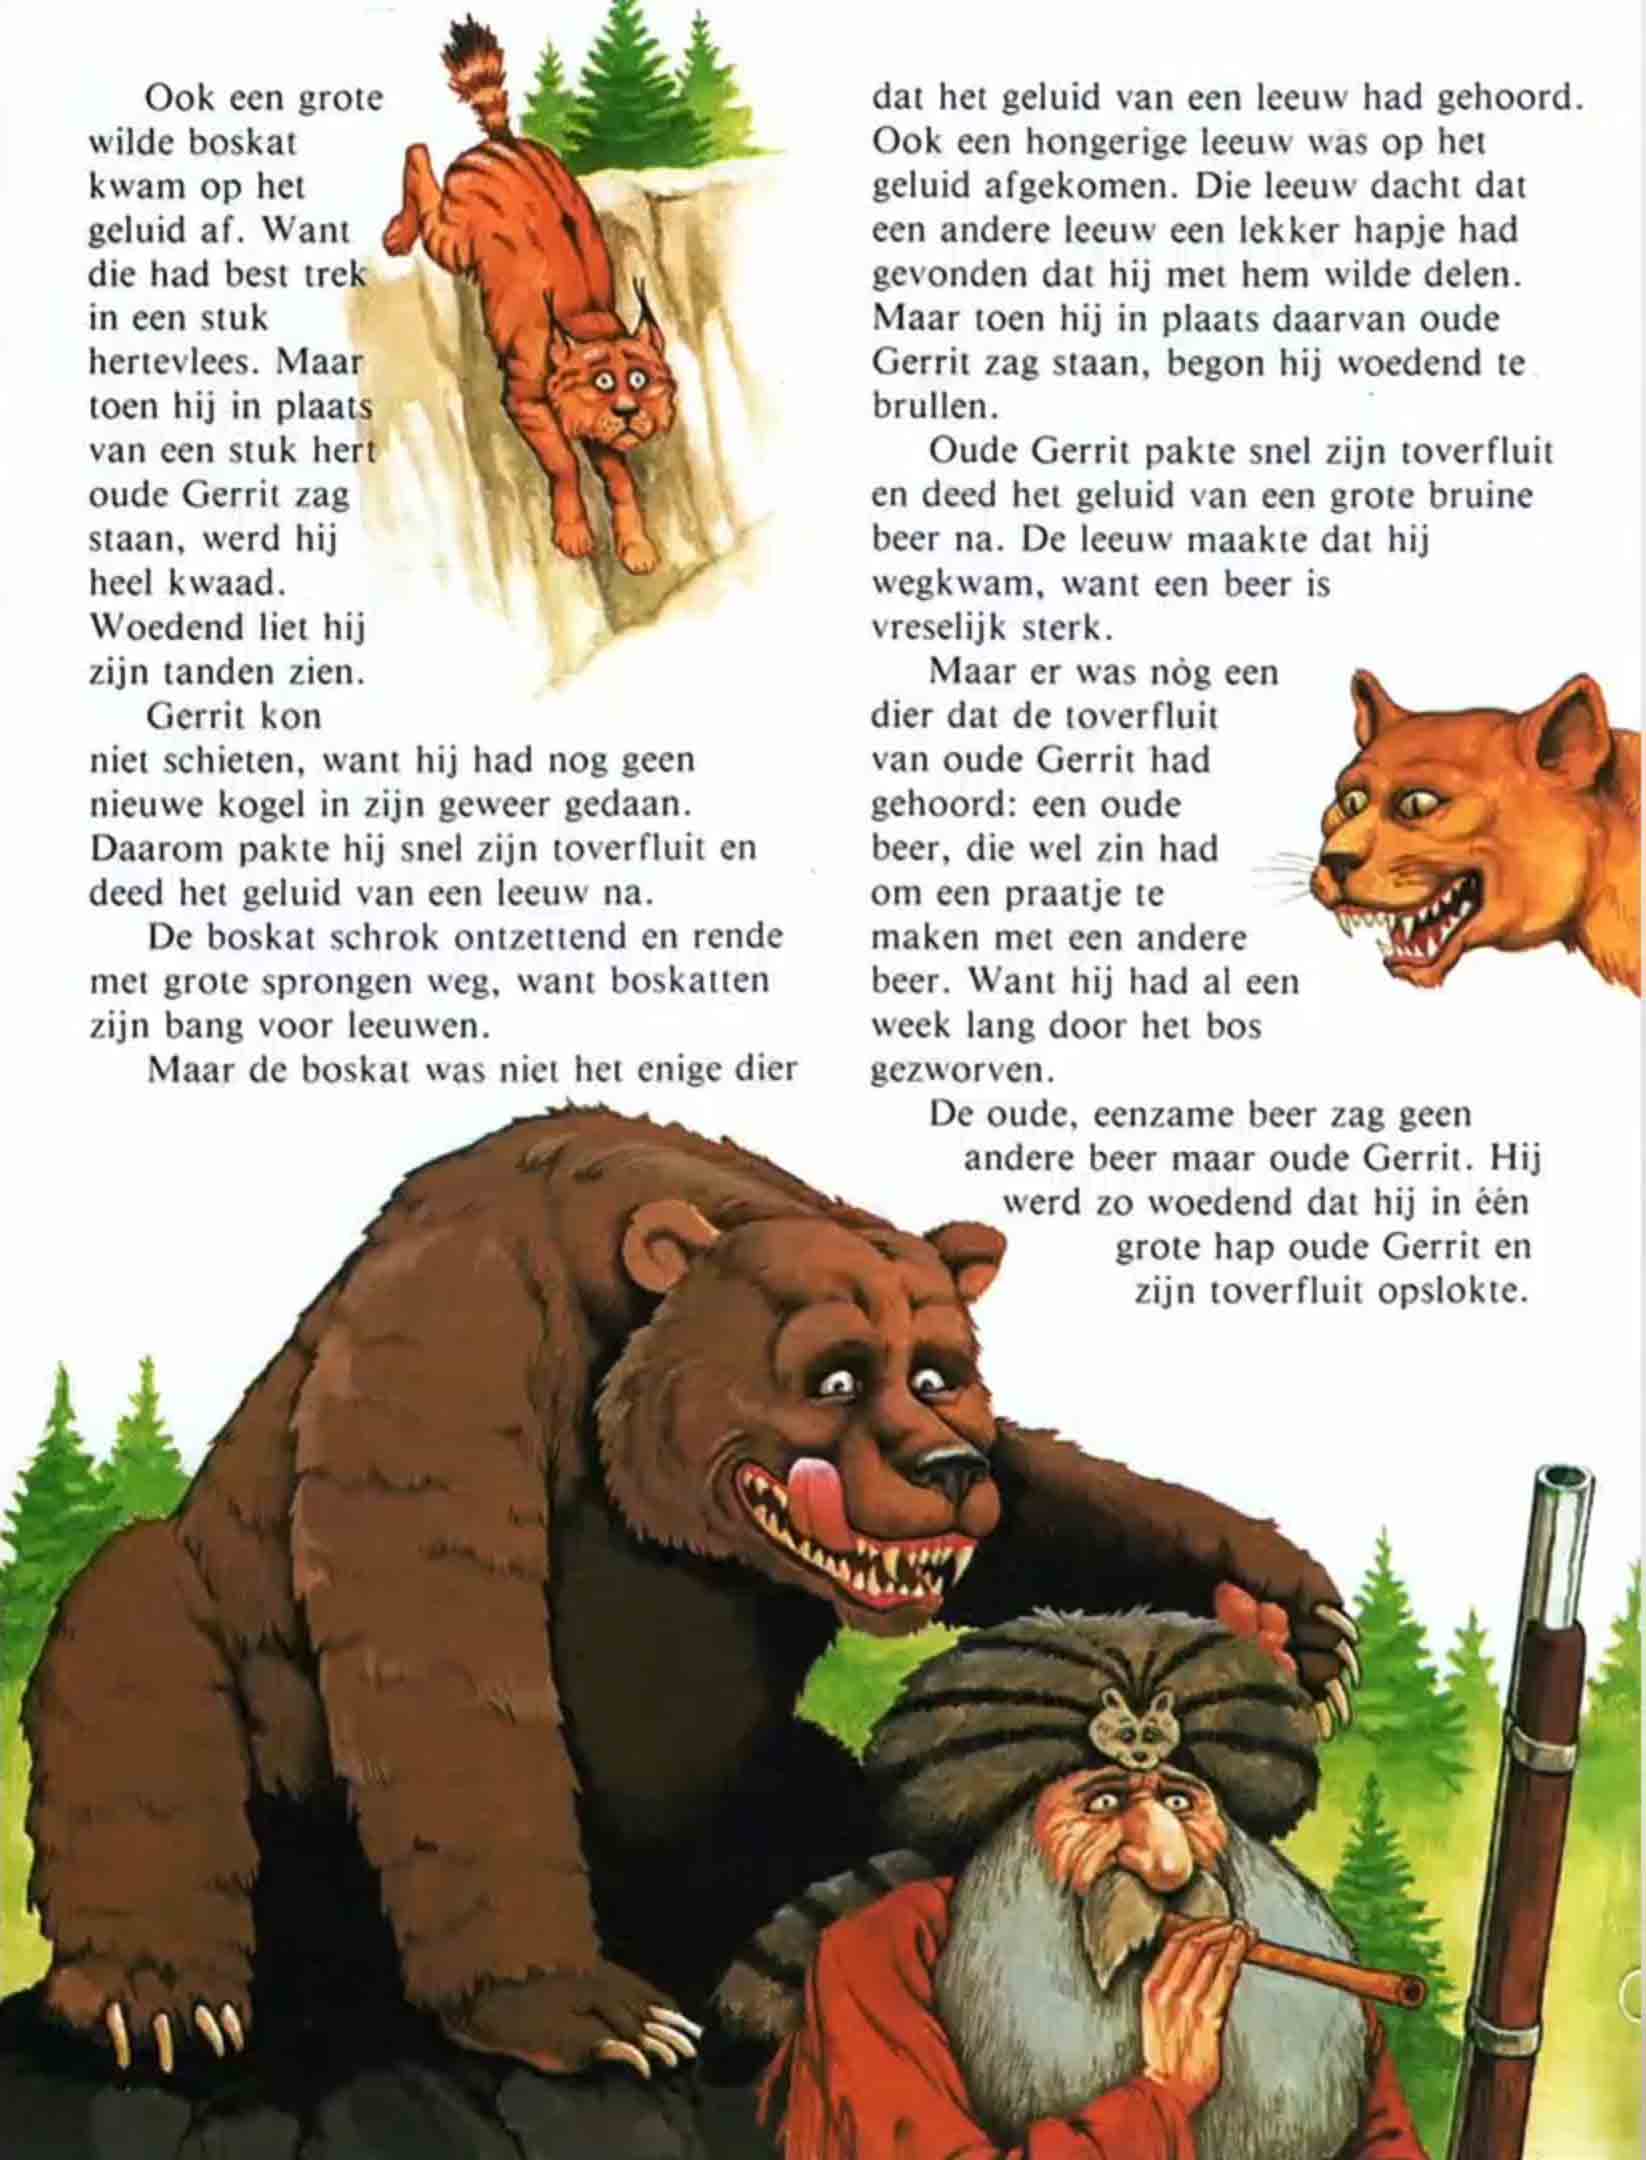 Ook een grote
wilde boskat
kwam op het
geluid af. Want
die had best trek
in een stuk
hertevlees. Maar
toen hij in plaats
van een stuk hert
oude Gerrit zag
staan, werd hij
heel kwaad.
Woedend liet hij
zijn tanden zien.
Gerrit kon
niet schieten, want hij had nog geen
nieuwe kogel in zijn geweer gedaan.
Daarom pakte hij snel zijn toverfluit en
deed het geluid van een leeuw na.
De boskat schrok ontzettend en rende
met grote sprongen weg, want boskatten
zijn bang voor leeuwen.
Maar de boskat was niet het enige dier
dat het geluid van een leeuw had gehoord.
Ook een hongerige leeuw was op het
geluid afgekomen. Die leeuw dacht dat
een andere leeuw een lekker hapje had
gevonden dat hij met hem wilde delen.
Maar toen hij in plaats daarvan oude
Gerrit zag staan, begon hij woedend te
brullen.
Oude Gerrit pakte snel zijn toverfluit
en deed het geluid van een grote bruine
beer na. De leeuw maakte dat hij
wegkwam, want een beer is
vreselijk sterk.
Maar er was nòg een
dier dat de toverfluit
van oude Gerrit had
gehoord: een oude
beer, die wel zin had
om een praatje te
maken met een andere
beer. Want hij had al een
week lang door het bos
gezworven.
De oude, eenzame beer zag geen
andere beer maar oude Gerrit. Hij
werd zo woedend dat hij in één
grote hap oude Gerrit en
zijn toverfluit opslokte.